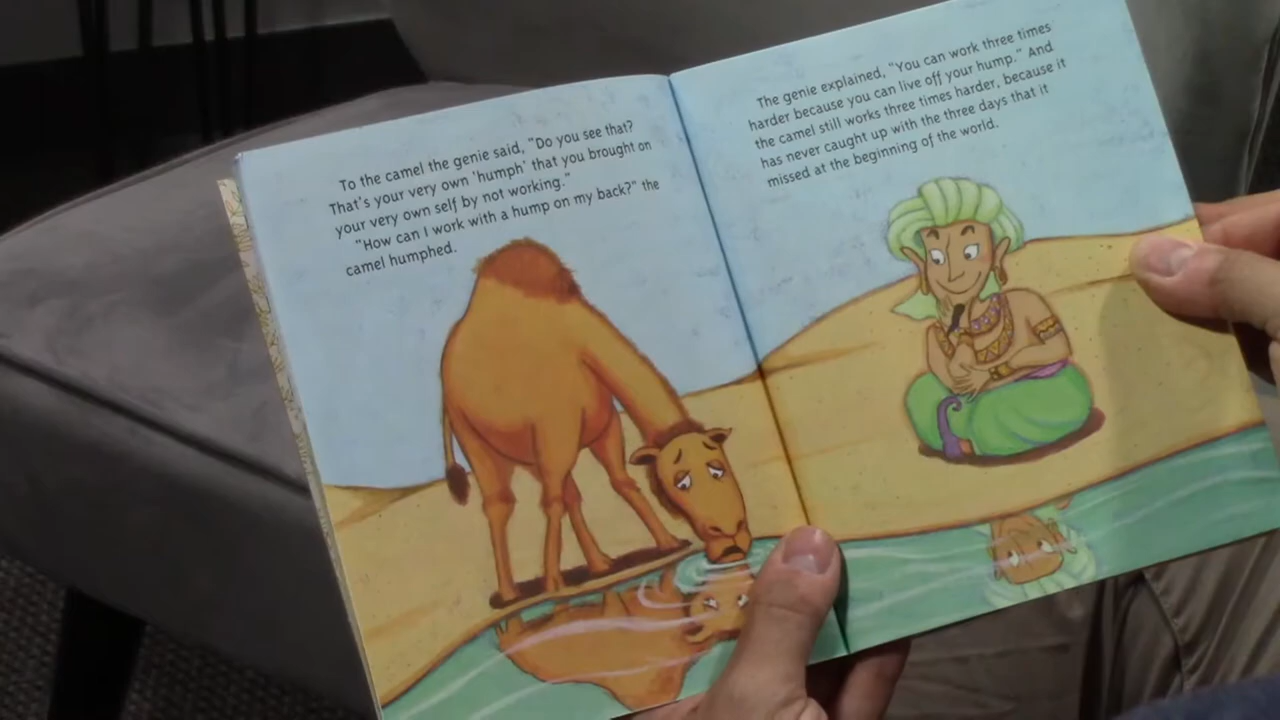 To the camel the genie said, "Do you see that?
That's your very own 'humph' that you brought on
your very own self by not working."
"How can I work with a hump on my back?" the
camel humphed.
The genie explained, "You can work three times
harder because you can live off your hump." And
the camel still works three times harder, because it
has never caught up with the three days that it
missed at the beginning of the world.